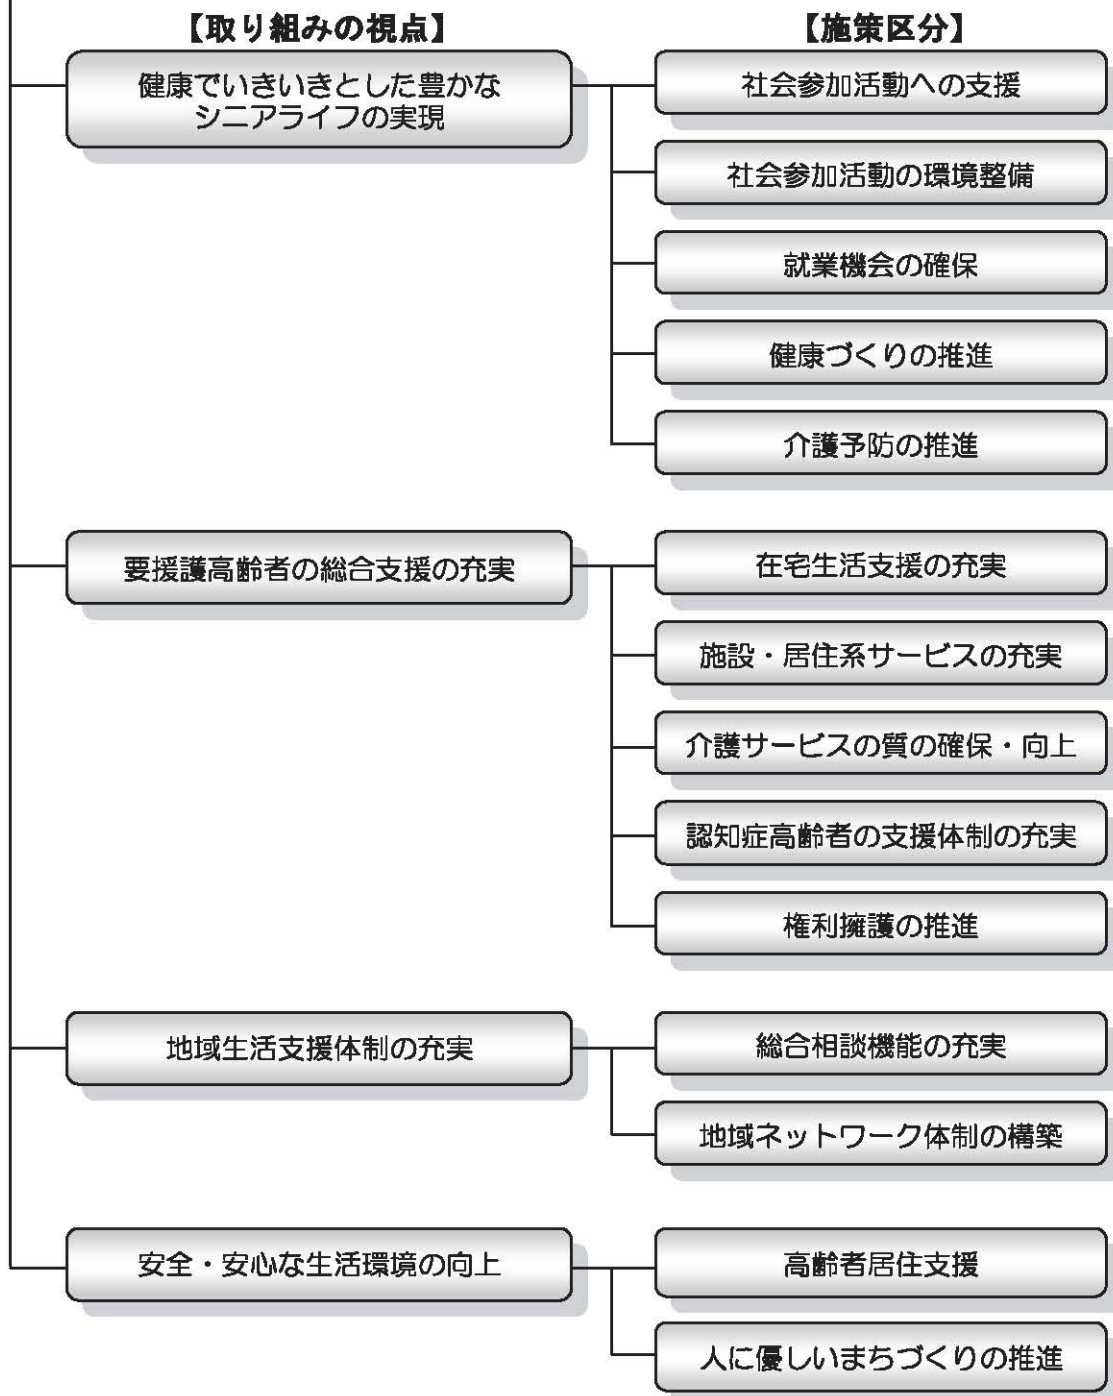 【取り組みの視点】
【施策区分】
健康でいきいきとした豊かな
シニアライフの実現
社会参加活動への支援
社会参加活動の環境整備
就業機会の確保
健康づくりの推進
介護予防の推進
要援護高齢者の総合支援の充実
在宅生活支援の充実
施設・居住系サービスの充実
介護サービスの質の確保・向上
認知症高齢者の支援体制の充実
権利擁護の推進
地域生活支援体制の充実
総合相談機能の充実
地域ネットワーク体制の構築
安全・安心な生活環境の向上
高齢者居住支援
人に優しいまちづくりの推進